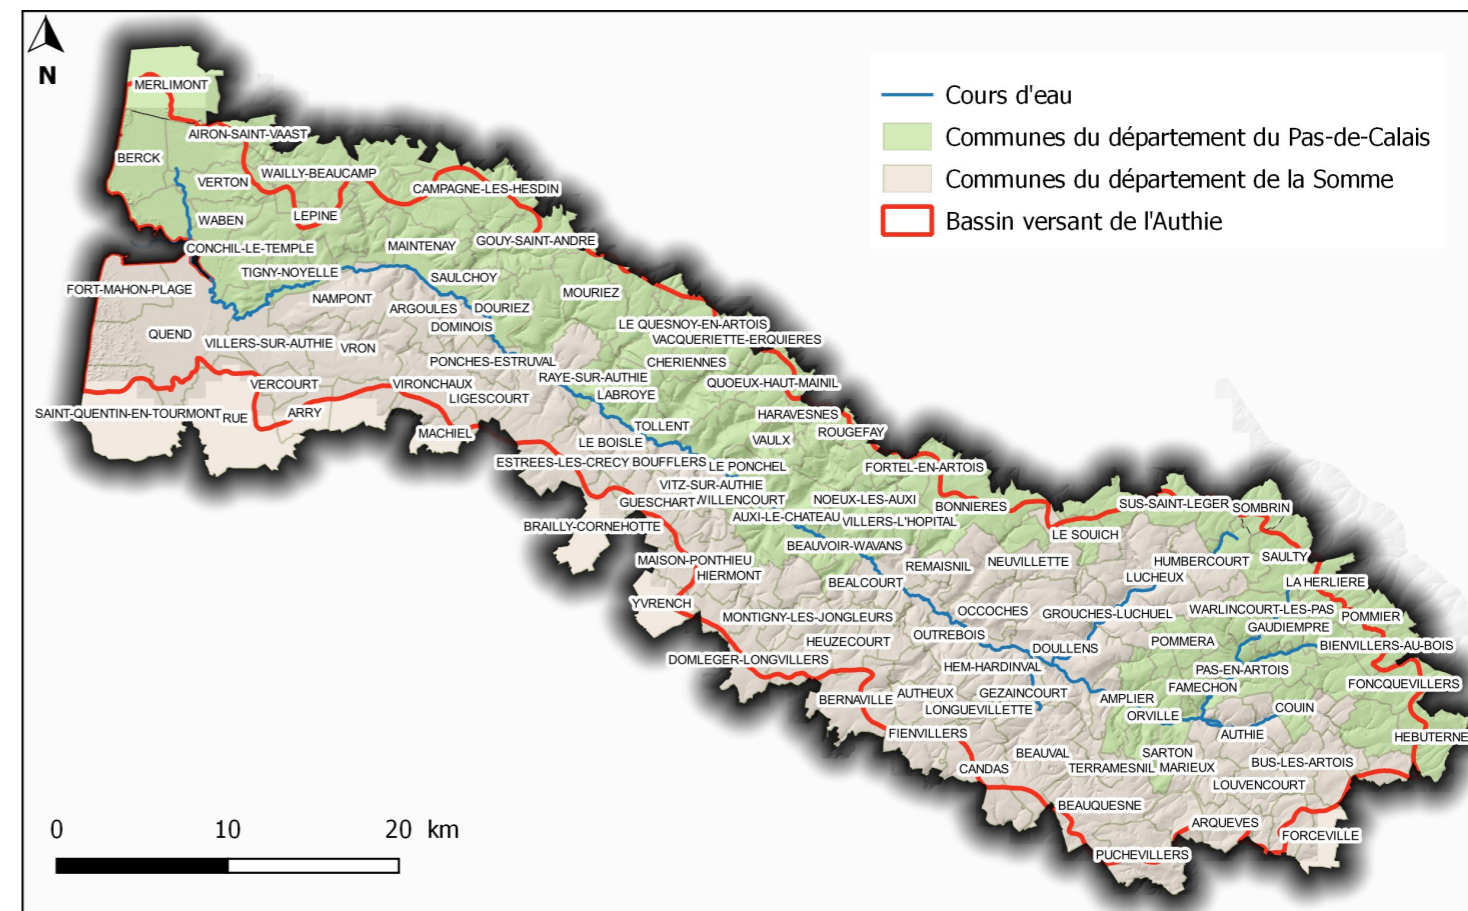 N
Cours d'eau
Communes du département du Pas-de-Calais
Communes du département de la Somme
Bassin versant de l'Authie
MERLIMONT
AIRON-SAINT-VAAST
BERCK
WAILLY-BEAUCAMP
VERTON
CAMPAGNE-LES-HESDIN
LEPINE
WABEN
GOUY-SAINT-ANDRE
MAINTENAY
CONCHIL-LE-TEMPLE
TIGNY-NOYELLE
SAULCHOY
FORT-MAHON-PLAGE
MOURIEZ
NAMPONT
ARGOULES
DOURIEZ
LE QUESNOY-EN-ARTOIS
DOMINOIS
QUEND
VACQUERIETTE-ERQUIERES
VILLERS-SUR-AUTHIE
VRON
PONCHES-ESTRUVAL
CHERIENNES
RAYE-SUR-AUTHIE
VERCOURT
VIRONCHAUX
QUOEUX-HAUT-MAINIL
LABROYE
LIGESCOURT
SAINT-QUENTIN-EN-TOURMONT
ARRY
HARAVESNES
RUE
TOLLENT
MACHIEL
ROUGEFAY
LE BOISLE
VAULX
ESTREES-LES-CRECY
BOUFFLERS
LE PONCHEL
FORTEL-EN-ARTOIS
VITZ-SUR-AUTHIE
GUESCHART
WILLENCOURT
NOEUX-LES-AUXI
BONNIERES
SUS-SAINT-LEGER
SOMBRIN
AUXI-LE-CHATEAU
VILLERS-L'HOPITAL
BRAILLY-CORNEHOTTE
LE SOUICH
BEAUVOIR-WAVANS
SAULTY
MAISON-PONTHIEU
REMAISNIL
NEUVILLETTE
HUMBERCOURT
HIERMONT
BEALCOURT
LUCHEUX
LA HERLIERE
YVRENCH
MONTIGNY-LES-JONGLEURS
OCCOCHES
GROUCHES-LUCHUEL
WARLINCOURT-LES-PAS
POMMIER
GAUDIEMPRE
OUTREBOIS
HEUZECOURT
POMMERA
DOULLENS
BIENVILLERS-AU-BOIS
DOMLEGER-LONGVILLERS
HEM-HARDINVAL
PAS-EN-ARTOIS
FAMECHON
FONCQUEVILLERS
BERNAVILLE
AUTHEUX
GEZAINCOURT
AMPLIER
LONGUEVILLETTE
COUIN
ORVILLE
FIENVILLERS
AUTHIE
HEBUTERNE
BEAUVAL
SARTON
CANDAS
TERRAMESNIL
MARIEUX
BUS-LES-ARTOIS
LOUVENCOURT
BEAUQUESNE
ARQUEVES
FORCEVILLE
PUCHEVILLERS
0 10 20 km